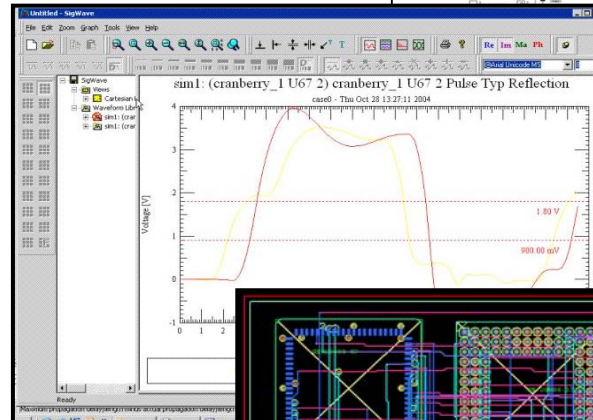 Untitled - SigWave
File Edit Zoom Graph Tools View Help
Re Im Ma Ph
@Arial Unicode MS
SigWave
Views
Cartesian
Waveform Libr
sim1: (crar
sim1: (crar
sim1: (cranberry_1 U67 2) cranberry_1 U67 2 Pulse Typ Reflection
case0 - Thu Oct 28 13:27:11 2004
Voltage [V]
4
3
2
1
0
-1
1.80 V
900.00 mV
0 1 2
Ready